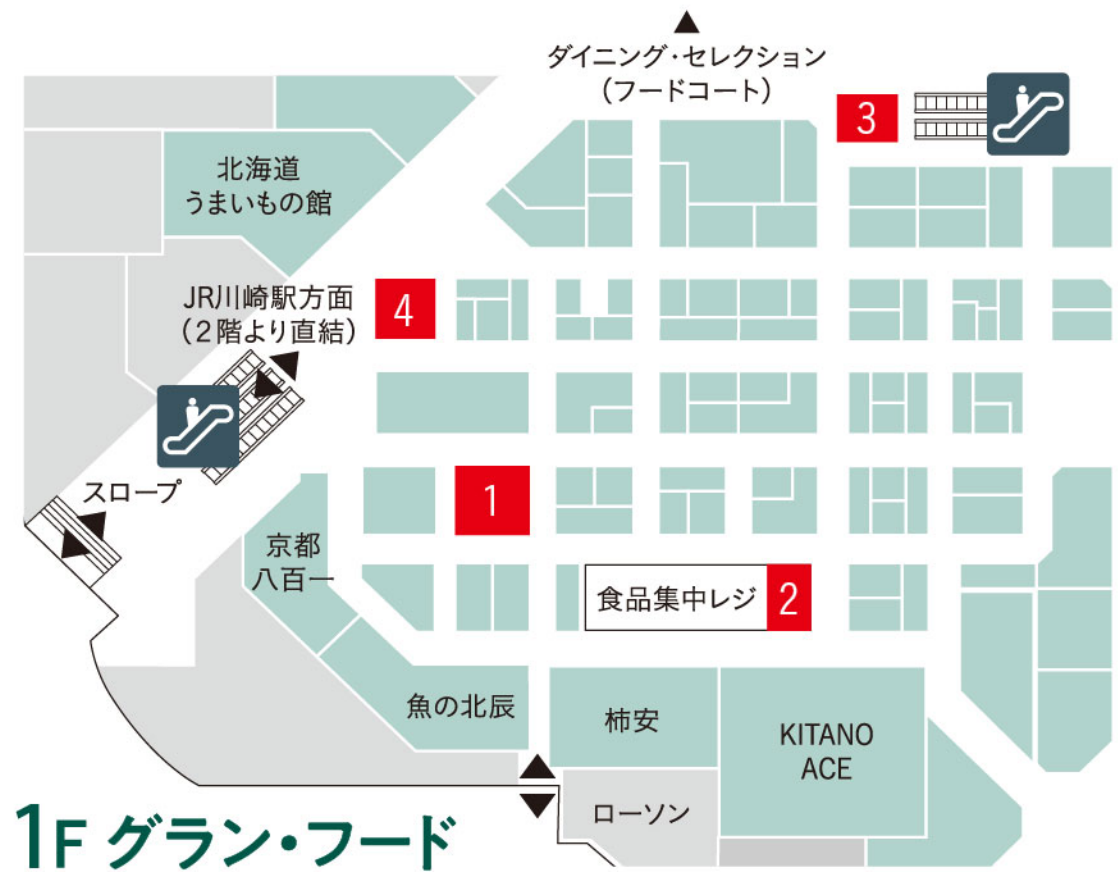 ダイニング・セレクション
（フードコート）
3
北海道
うまいもの館
JR川崎駅方面
（２階より直結）
4
スロープ
1
京都
八百一
食品集中レジ
2
魚の北辰
柿安
KITANO
ACE
ローソン
1F グラン・フード